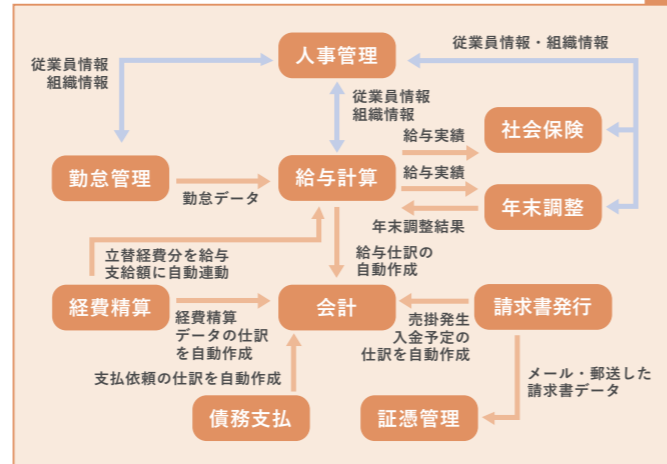 人事管理
従業員情報・組織情報
従業員情報
組織情報
従業員情報
組織情報
給与実績
社会保険
勤怠管理
勤怠データ
給与計算
給与実績
年末調整
年末調整結果
立替経費分を給与
支給額に自動連動
給与仕訳の
自動作成
経費精算
会計
請求書発行
経費精算
データの仕訳
を自動作成
売掛発生
入金予定の
仕訳を自動作成
支払依頼の仕訳を自動作成
メール・郵送した
請求書データ
債務支払
証憑管理